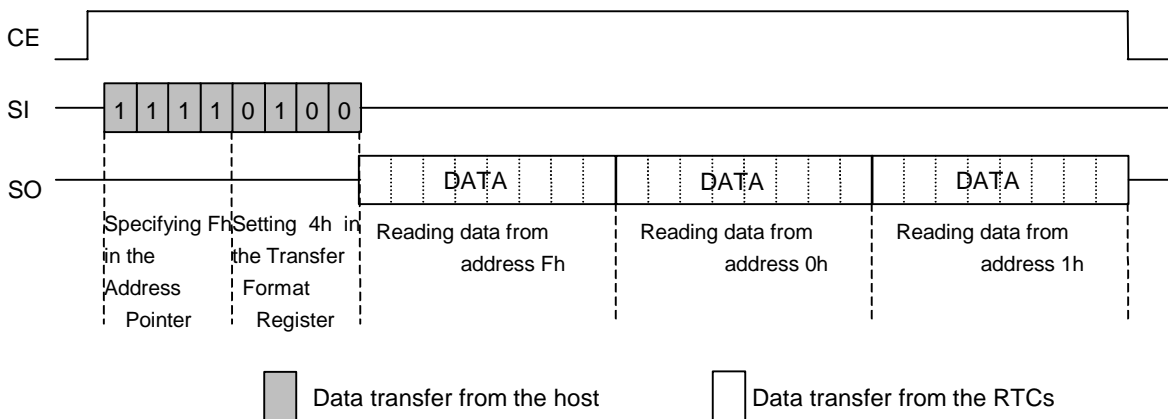 CE
SI
1 1 1 1 0 1 0 0
SO
DATA DATA DATA
Specifying Fh
in the
Address
Pointer
Setting 4h in
the Transfer
Format
Register
Reading data from
address Fh
Reading data from
address 0h
Reading data from
address 1h
Data transfer from the host
Data transfer from the RTCs